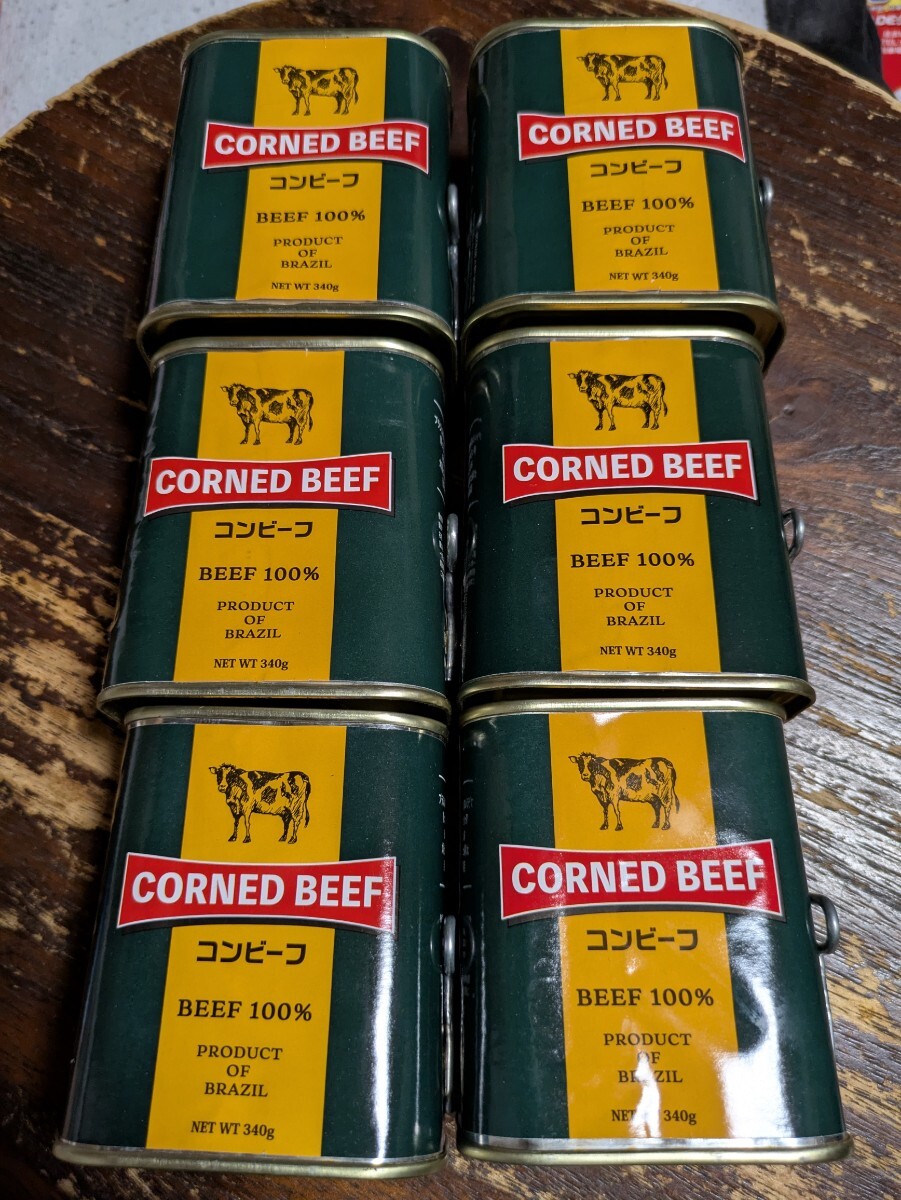 CORNED BEEF
コンビーフ
BEEF 100%
PRODUCT
OF
BRAZIL
NET WT 340g
CORNED BEEF
コンビーフ
BEEF 100%
PRODUCT
OF
BRAZIL
NET WT 340g
CORNED BEEF
コンビーフ
BEEF 100%
PRODUCT
OF
BRAZIL
NET WT 340g
CORNED BEEF
コンビーフ
BEEF 100%
PRODUCT
OF
BRAZIL
NET WT 340g
CORNED BEEF
コンビーフ
BEEF 100%
PRODUCT
OF
BRAZIL
NET WT 340g
CORNED BEEF
コンビーフ
BEEF 100%
PRODUCT
OF
BRAZIL
NET WT 340g